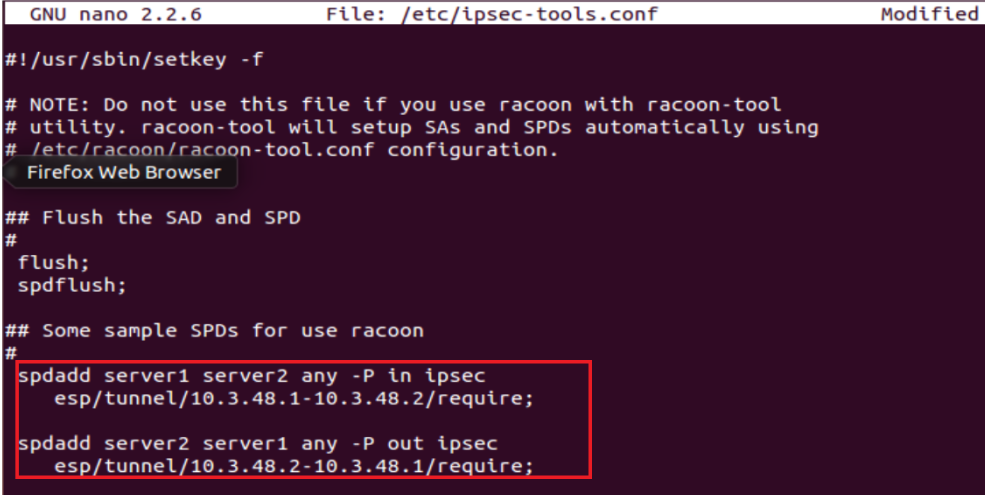 GNU nano 2.2.6 File: /etc/ipsec-tools.conf Modified
#!/usr/sbin/setkey -f
# NOTE: Do not use this file if you use racoon with racoon-tool
# utility. racoon-tool will setup SAs and SPDs automatically using
# /etc/racoon/racoon-tool.conf configuration.
Firefox Web Browser
## Flush the SAD and SPD
#
flush;
spdflush;
## Some sample SPDs for use racoon
#
spdadd server1 server2 any -P in ipsec
esp/tunnel/10.3.48.1-10.3.48.2/require;
spdadd server2 server1 any -P out ipsec
esp/tunnel/10.3.48.2-10.3.48.1/require;